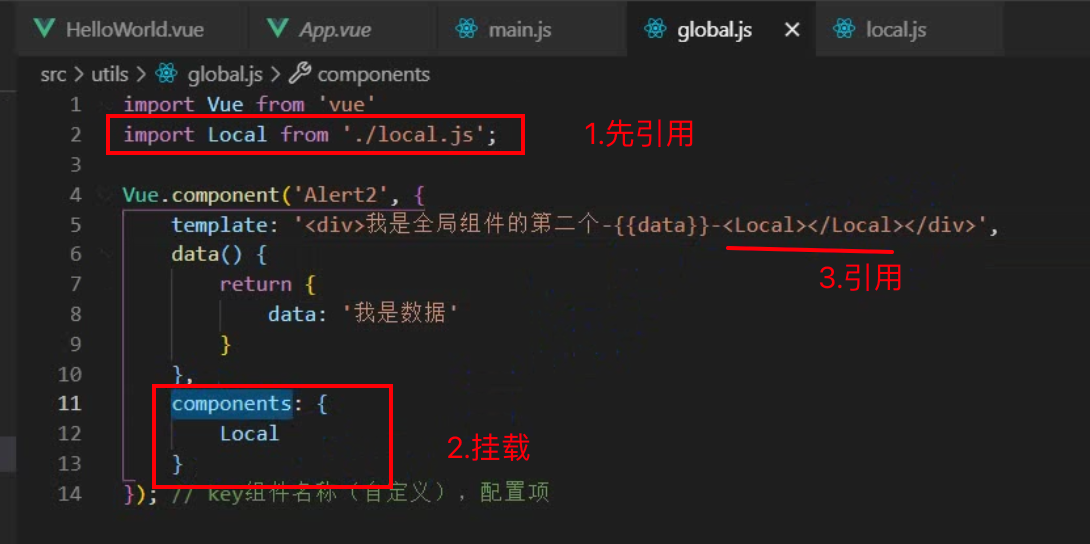 HelloWorld.vue App.vue main.js global.js × local.js
src > utils > global.js > components
1 import Vue from 'vue'
2 import Local from './local.js'; 1.先引用
3
4 Vue.component('Alert2', {
5 template: '<div>我是全局组件的第二个-{{data}}-<Local></Local></div>',
6 data() {
7 return { 3.引用
8 data: '我是数据'
9 }
10 },
11 components: {
12 Local 2.挂载
13 }
14 }); // key组件名称（自定义），配置项